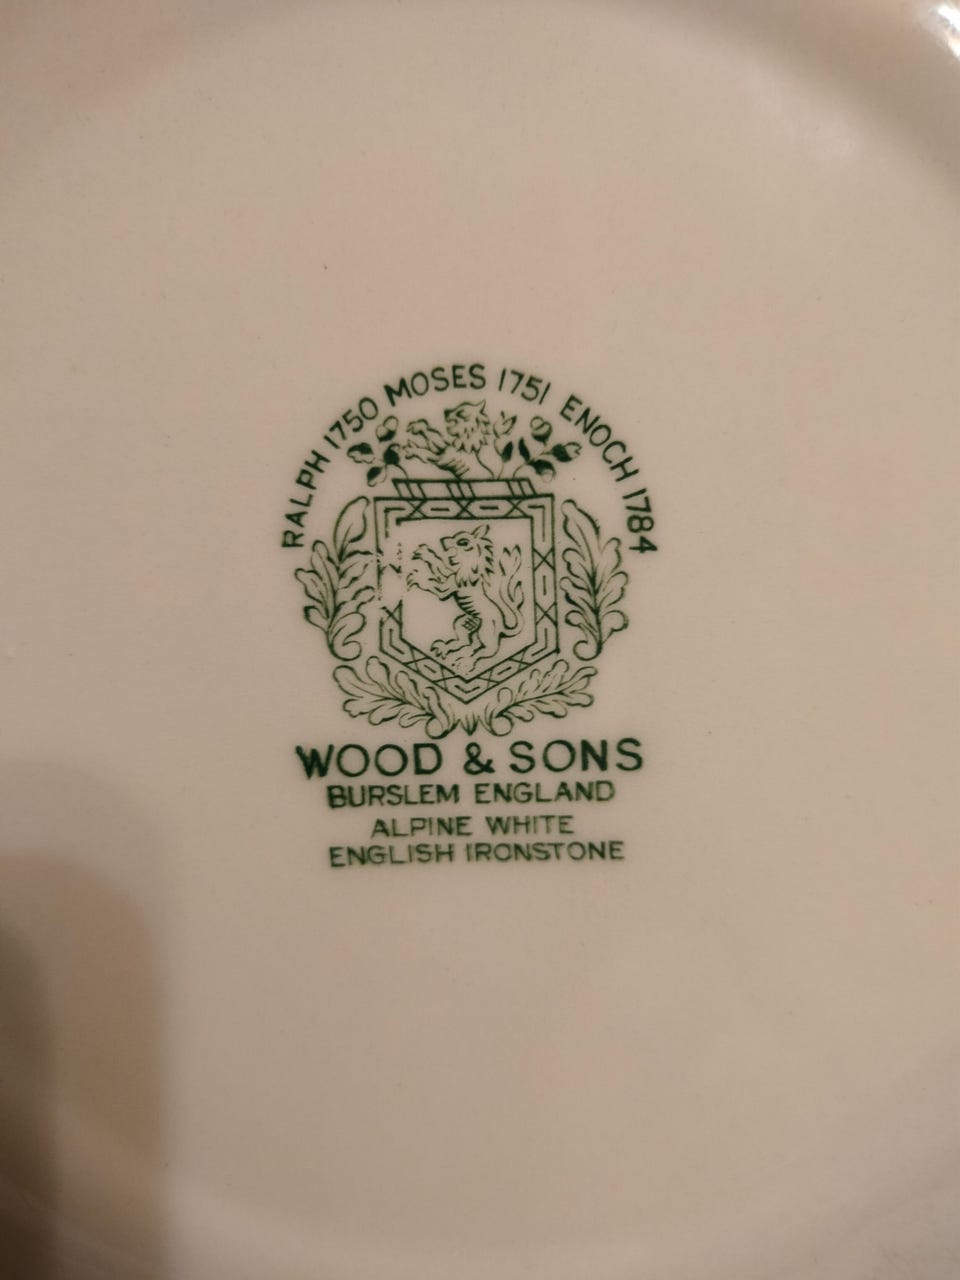 RALPH 1750 MOSES 1751 ENOCH 1784
WOOD & SONS
BURSLEM ENGLAND
ALPINE WHITE
ENGLISH IRONSTONE